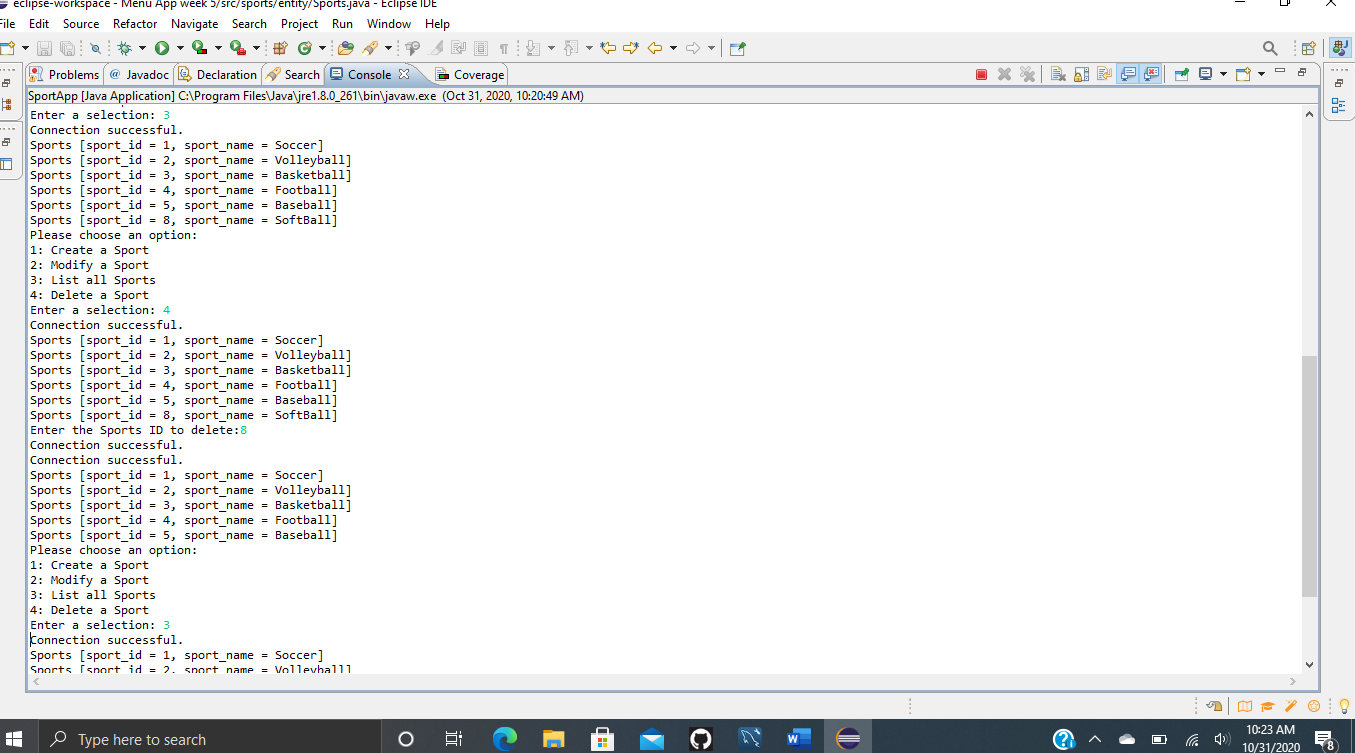 eclipse-workspace - Menu App week 5/src/sports/entity/Sports.java - Eclipse IDE
File Edit Source Refactor Navigate Search Project Run Window Help
Problems @ Javadoc Declaration Search Console Coverage
SportApp [Java Application] C:\Program Files\Java\jre1.8.0_261\bin\javaw.exe (Oct 31, 2020, 10:20:49 AM)
Enter a selection: 3
Connection successful.
Sports [sport_id = 1, sport_name = Soccer]
Sports [sport_id = 2, sport_name = Volleyball]
Sports [sport_id = 3, sport_name = Basketball]
Sports [sport_id = 4, sport_name = Football]
Sports [sport_id = 5, sport_name = Baseball]
Sports [sport_id = 8, sport_name = SoftBall]
Please choose an option:
1: Create a Sport
2: Modify a Sport
3: List all Sports
4: Delete a Sport
Enter a selection: 4
Connection successful.
Sports [sport_id = 1, sport_name = Soccer]
Sports [sport_id = 2, sport_name = Volleyball]
Sports [sport_id = 3, sport_name = Basketball]
Sports [sport_id = 4, sport_name = Football]
Sports [sport_id = 5, sport_name = Baseball]
Sports [sport_id = 8, sport_name = SoftBall]
Enter the Sports ID to delete:8
Connection successful.
Connection successful.
Sports [sport_id = 1, sport_name = Soccer]
Sports [sport_id = 2, sport_name = Volleyball]
Sports [sport_id = 3, sport_name = Basketball]
Sports [sport_id = 4, sport_name = Football]
Sports [sport_id = 5, sport_name = Baseball]
Please choose an option:
1: Create a Sport
2: Modify a Sport
3: List all Sports
4: Delete a Sport
Enter a selection: 3
Connection successful.
Sports [sport_id = 1, sport_name = Soccer]
Sports [sport_id = 2, sport_name = Volleyball]
Type here to search
10:23 AM
10/31/2020
8